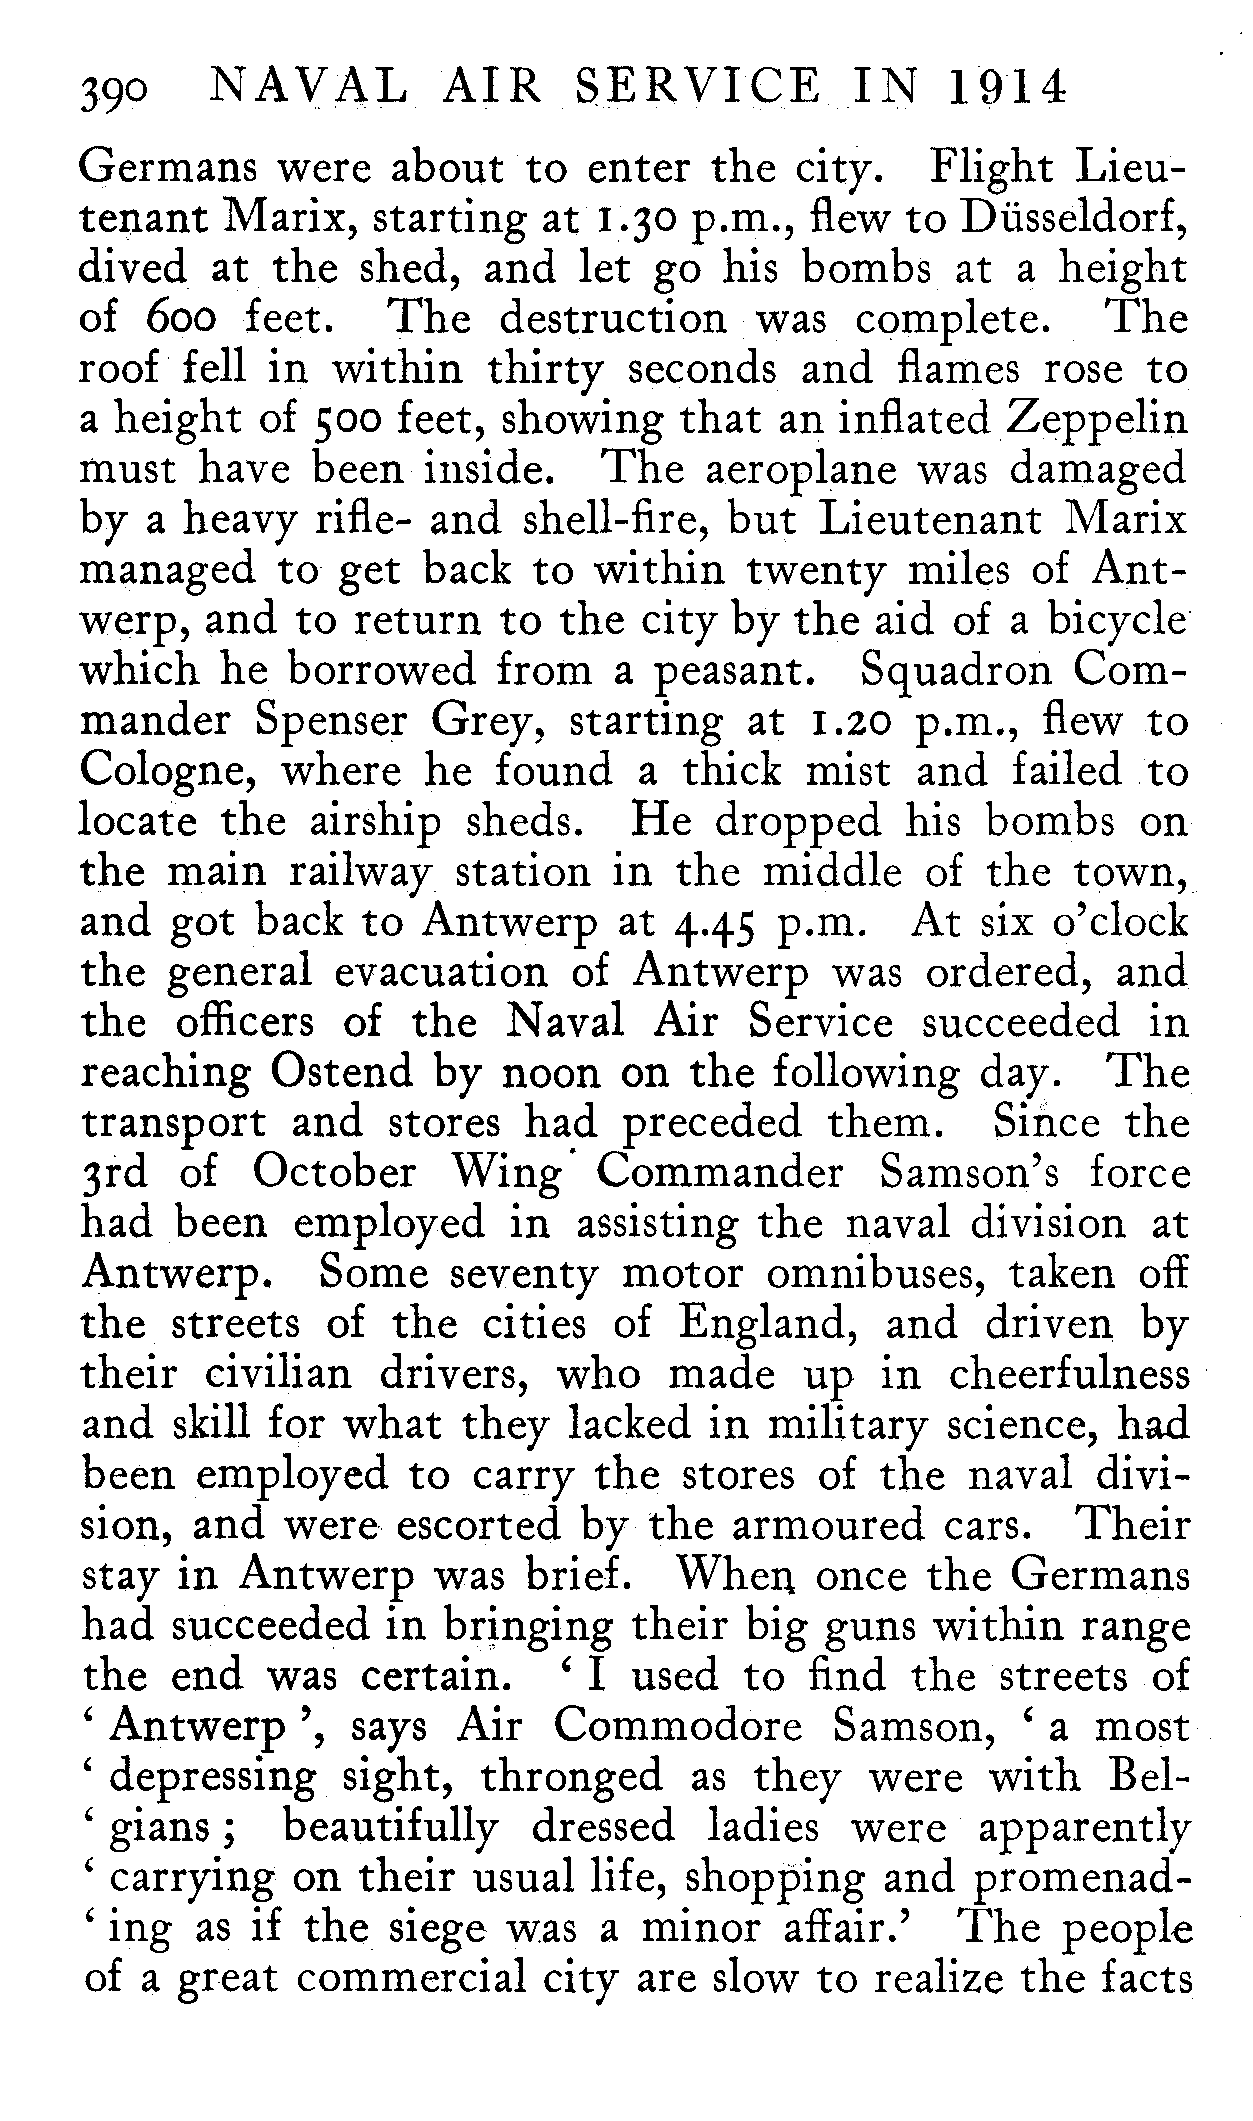 390 NAVAL AIR SERVICE IN 1914
Germans were about to enter the city. Flight Lieu-
tenant Marix, starting at 1.30 p.m., flew to Düsseldorf,
dived at the shed, and let go his bombs at a height
of 600 feet. The destruction was complete. The
roof fell in within thirty seconds and flames rose to
a height of 500 feet, showing that an inflated Zeppelin
must have been inside. The aeroplane was damaged
by a heavy rifle- and shell-fire, but Lieutenant Marix
managed to get back to within twenty miles of Ant-
werp, and to return to the city by the aid of a bicycle
which he borrowed from a peasant. Squadron Com-
mander Spenser Grey, starting at 1.20 p.m., flew to
Cologne, where he found a thick mist and failed to
locate the airship sheds. He dropped his bombs on
the main railway station in the middle of the town,
and got back to Antwerp at 4.45 p.m. At six o'clock
the general evacuation of Antwerp was ordered, and
the officers of the Naval Air Service succeeded in
reaching Ostend by noon on the following day. The
transport and stores had preceded them. Since the
3rd of October Wing Commander Samson's force
had been employed in assisting the naval division at
Antwerp. Some seventy motor omnibuses, taken off
the streets of the cities of England, and driven by
their civilian drivers, who made up in cheerfulness
and skill for what they lacked in military science, had
been employed to carry the stores of the naval divi-
sion, and were escorted by the armoured cars. Their
stay in Antwerp was brief. When once the Germans
had succeeded in bringing their big guns within range
the end was certain. ‘ I used to find the streets of
‘ Antwerp ’, says Air Commodore Samson, ‘ a most
‘ depressing sight, thronged as they were with Bel-
‘ gians ; beautifully dressed ladies were apparently
‘ carrying on their usual life, shopping and promenad-
‘ ing as if the siege was a minor affair.’ The people
of a great commercial city are slow to realize the facts